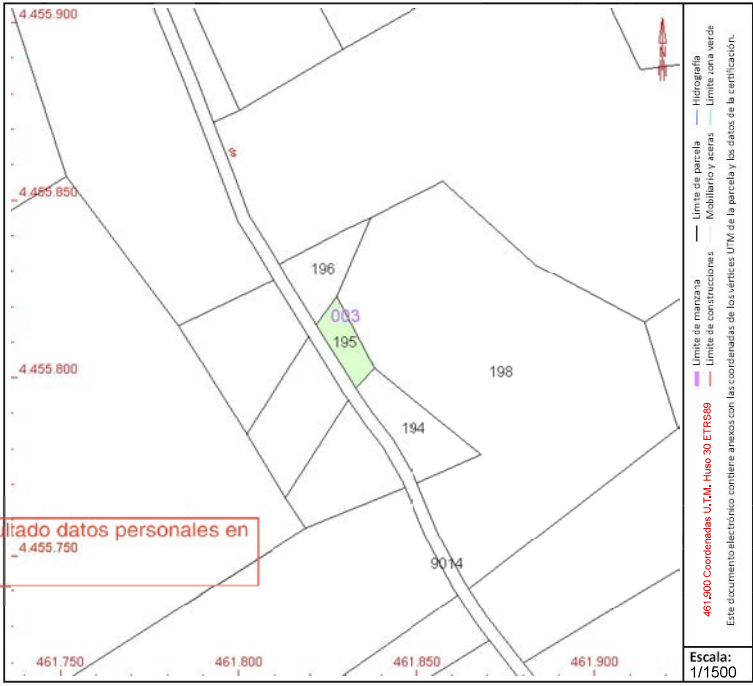 4.455.900
4.455.850
196
003
195
4.455.800
198
194
ultado datos personales en
4.455.750
9014
461.750
461.800
461.850
461.900
Límite de manzana
Límite de parcela
Hidrografía
Límite de construcciones
Mobiliario y aceras
Límite zona verde
461,900 Coordenadas U.T.M. Huso 30 ETRS89
Este documento electrónico contiene anexos con las coordenadas de los vértices UTM de la parcela y los datos de la certificación.
Escala:
1/1500